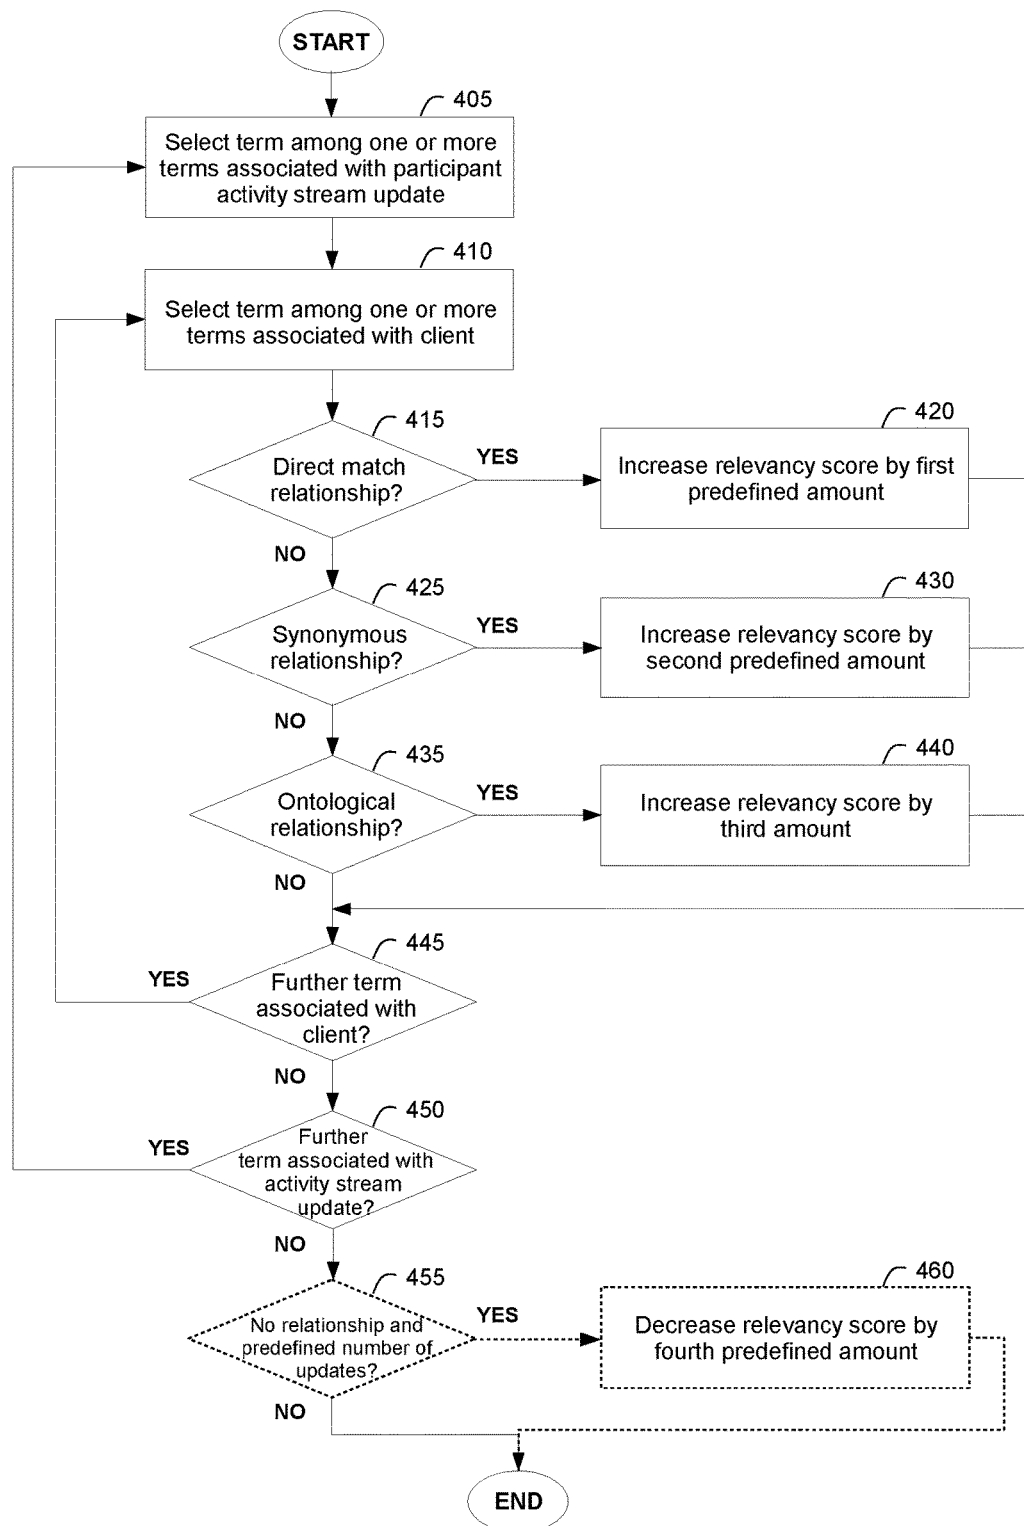 START
405
Select term among one or more
terms associated with participant
activity stream update
410
Select term among one or more
terms associated with client
415
Direct match
relationship?
YES
NO
420
Increase relevancy score by first
predefined amount
425
Synonymous
relationship?
YES
NO
430
Increase relevancy score by
second predefined amount
435
Ontological
relationship?
YES
NO
440
Increase relevancy score by
third amount
445
Further term
associated with
client?
YES
NO
450
Further
term associated with
activity stream
update?
YES
NO
455
No relationship and
predefined number of
updates?
YES
NO
460
Decrease relevancy score by
fourth predefined amount
END